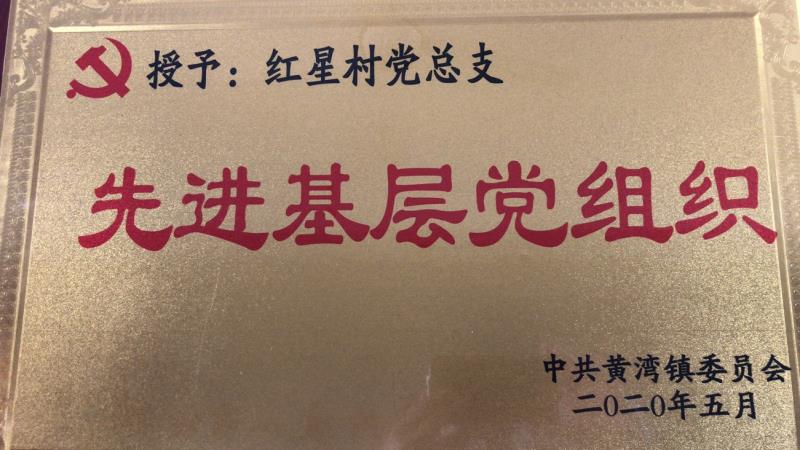 授予：红星村党总支
先进基层党组织
中共黄湾镇委员会
二〇二〇年五月